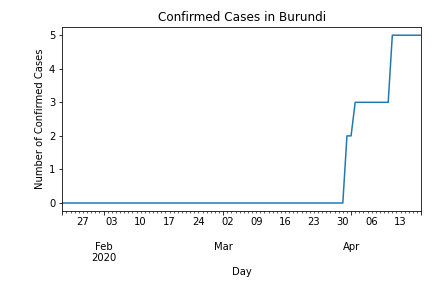 Confirmed Cases in Burundi
Number of Confirmed Cases
5
4
3
2
1
0
27 03 10 17 24 02 09 16 23 30 06 13
Feb Mar Apr
2020
Day